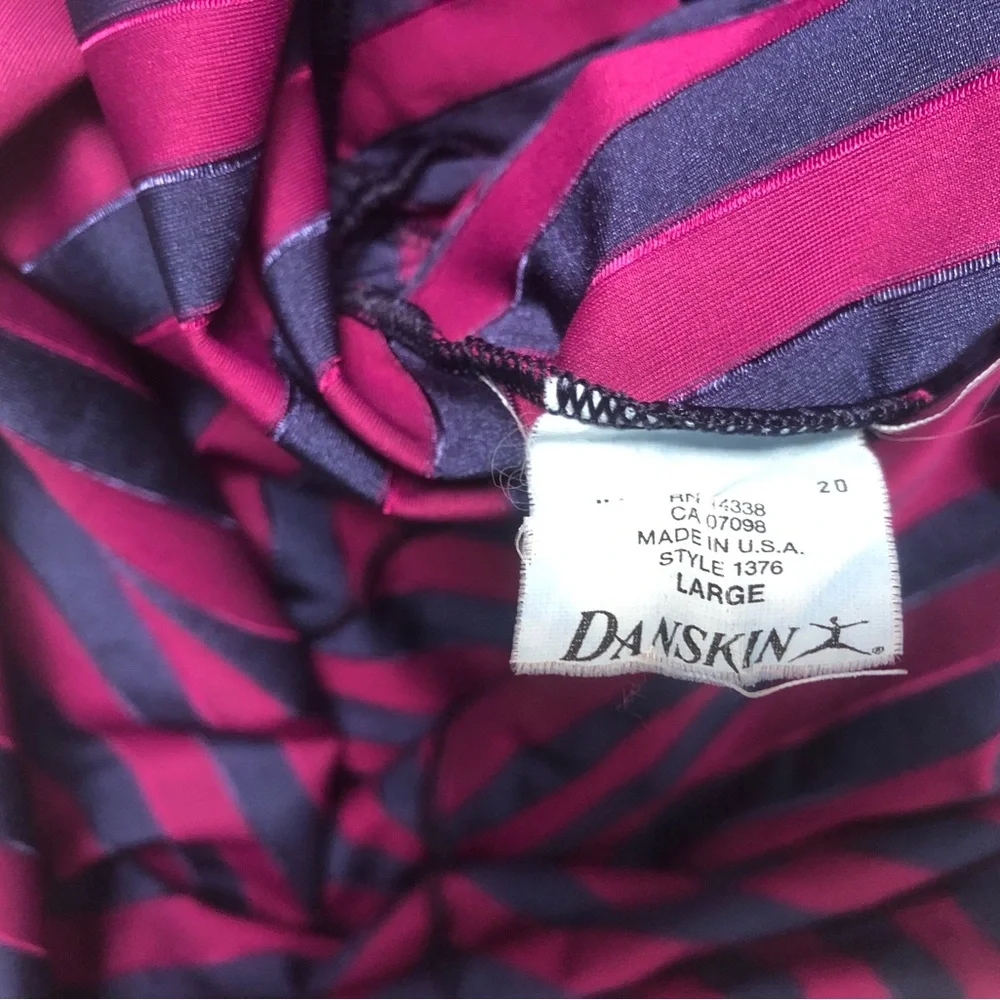 20
RN 14338
CA 07098
MADE IN U.S.A.
STYLE 1376
LARGE
DANSKIN ®